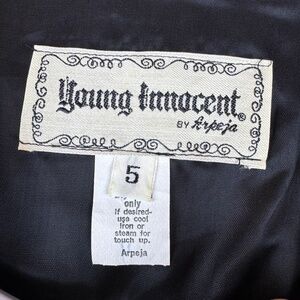 Young Innocent®
BY Arpeja
5
only
If desired-
use cool
iron or
steam for
touch up.
Arpeja